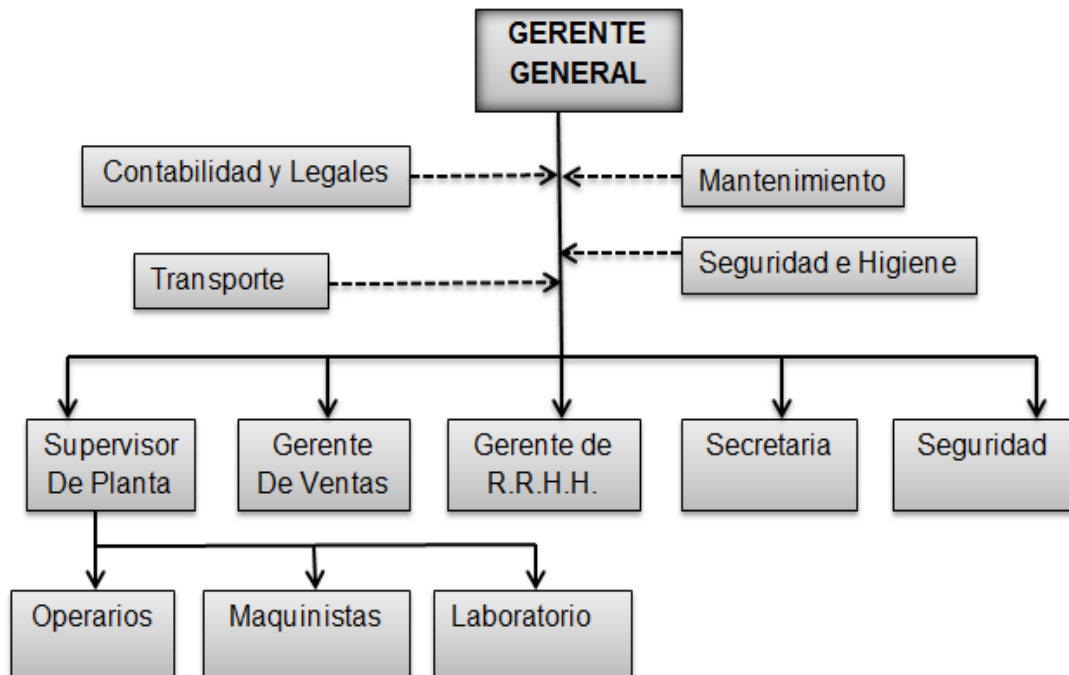 GERENTE
GENERAL
Contabilidad y Legales
Mantenimiento
Seguridad e Higiene
Transporte
Supervisor
De Planta
Gerente
De Ventas
Gerente de
R.R.H.H.
Secretaria
Seguridad
Operarios
Maquinistas
Laboratorio